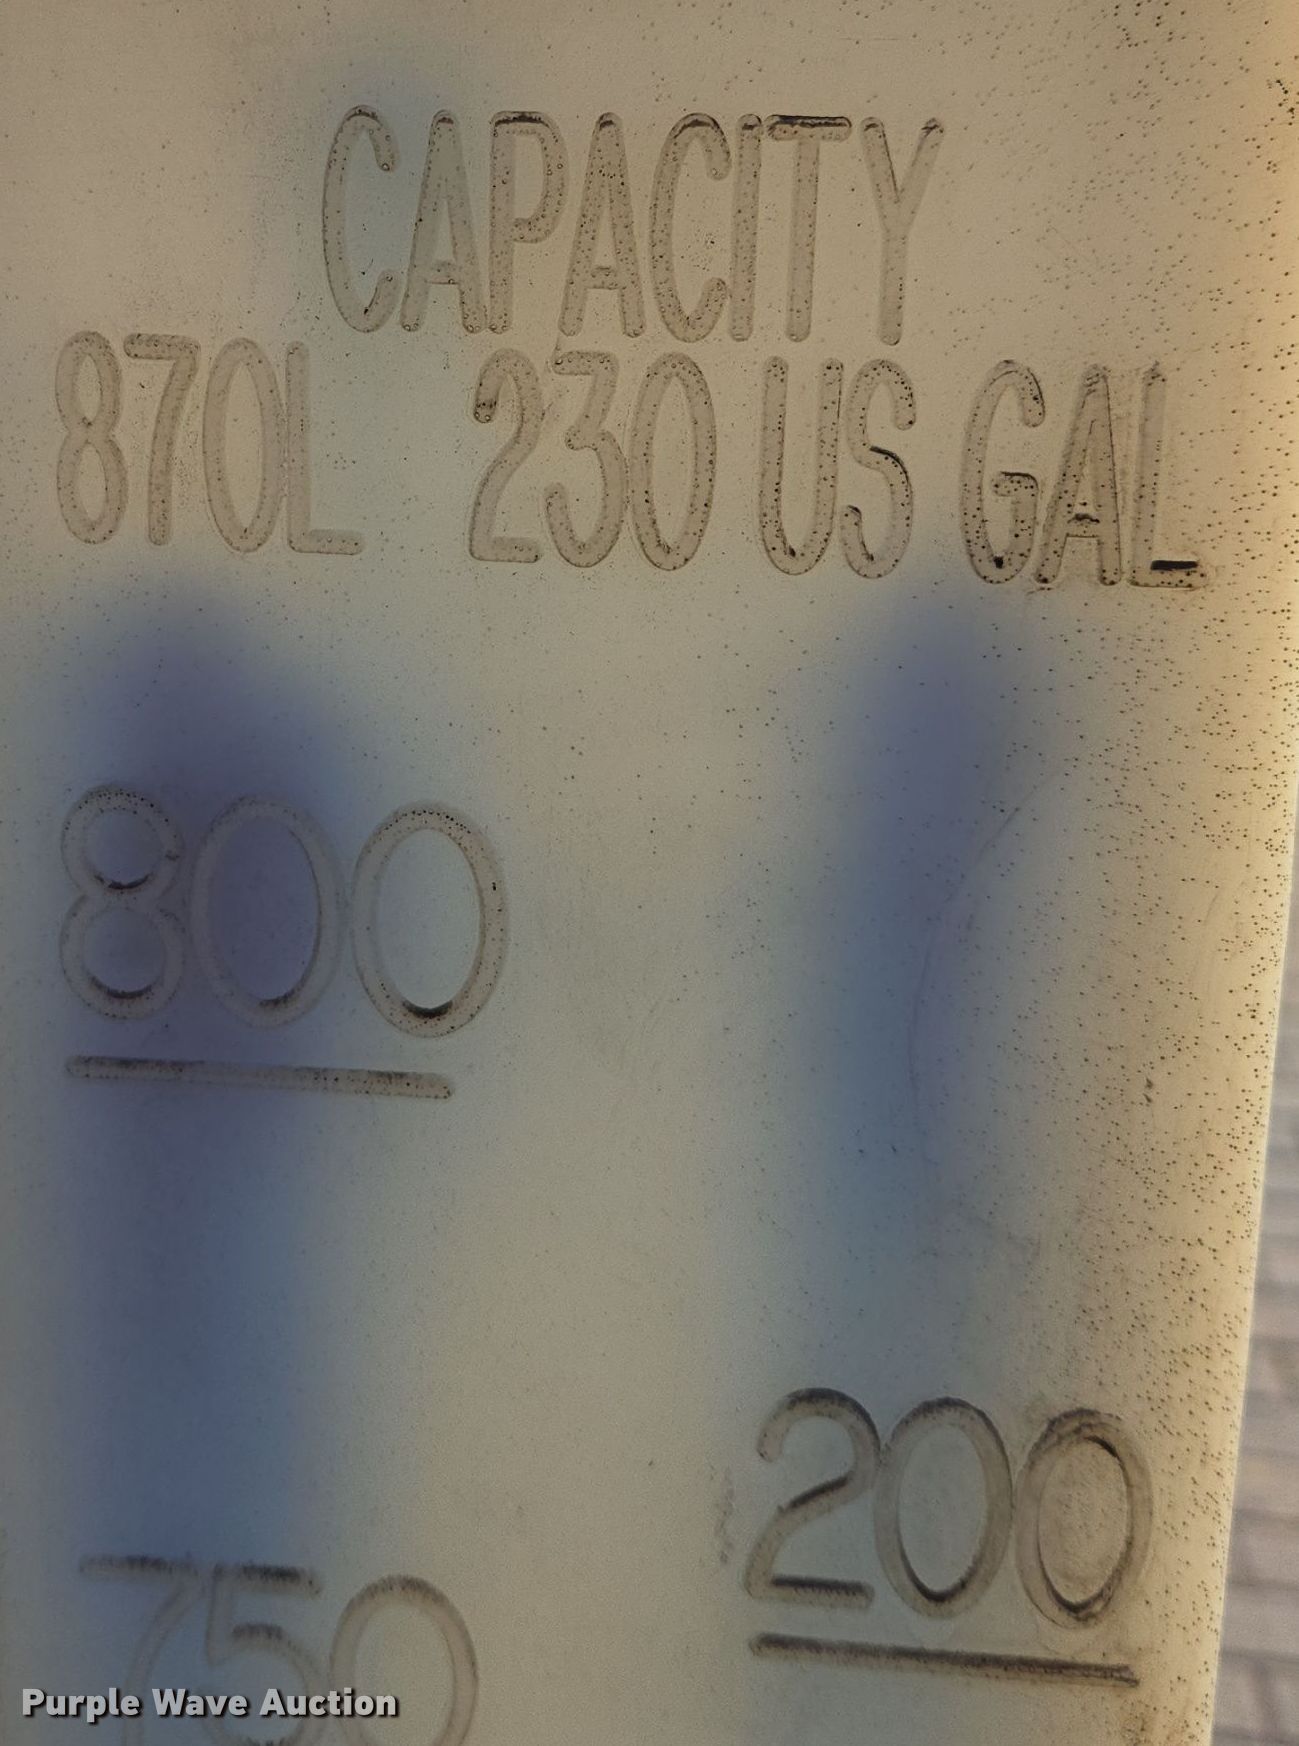 CAPACITY
870L 230 US GAL
800
200
750
Purple Wave Auction